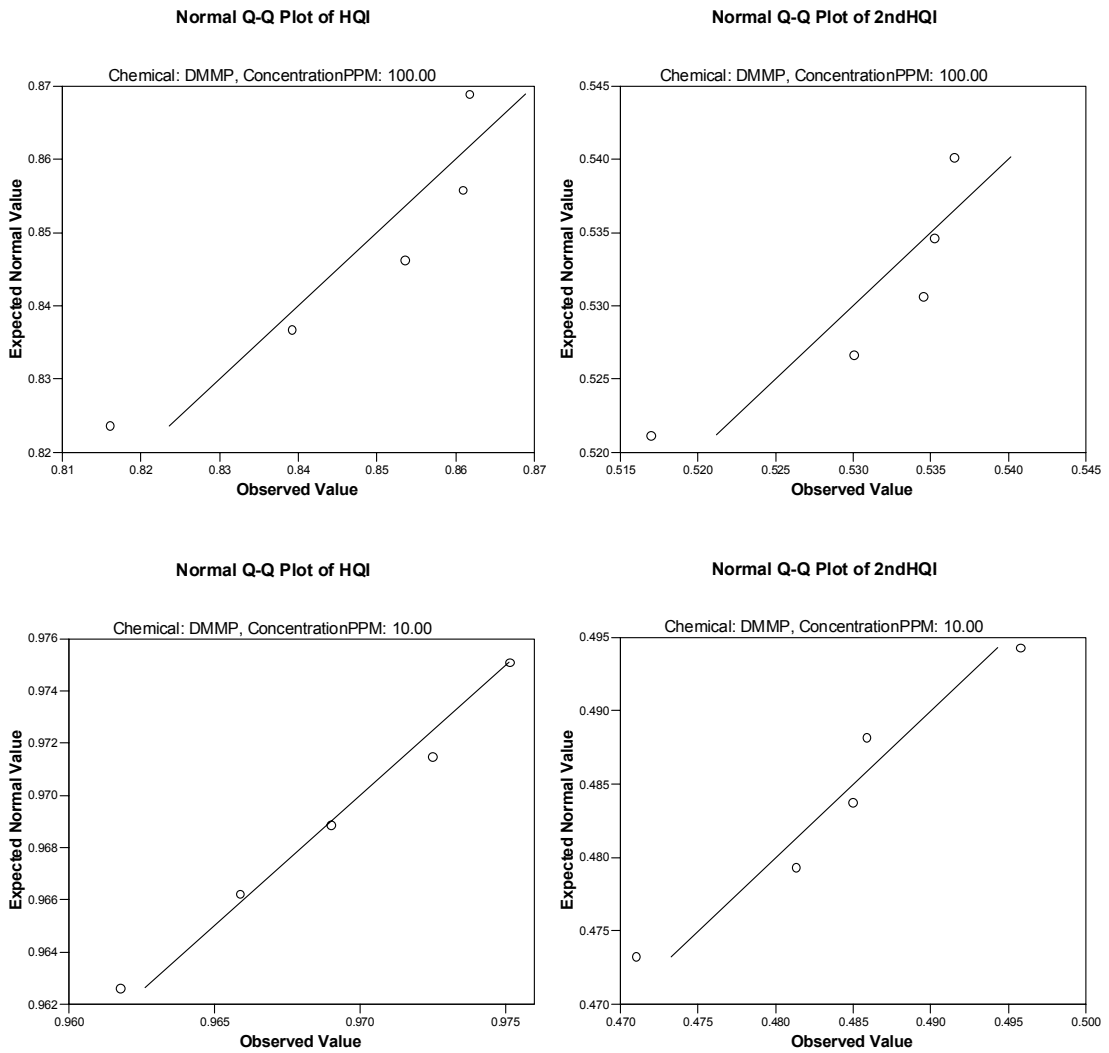 Normal Q-Q Plot of HQI
Chemical: DMMP, ConcentrationPPM: 100.00
Expected Normal Value
0.87
0.86
0.85
0.84
0.83
0.82
0.81 0.82 0.83 0.84 0.85 0.86 0.87
Observed Value
Normal Q-Q Plot of 2ndHQI
Chemical: DMMP, ConcentrationPPM: 100.00
Expected Normal Value
0.545
0.540
0.535
0.530
0.525
0.520
0.515 0.520 0.525 0.530 0.535 0.540 0.545
Observed Value
Normal Q-Q Plot of HQI
Chemical: DMMP, ConcentrationPPM: 10.00
Expected Normal Value
0.976
0.974
0.972
0.970
0.968
0.966
0.964
0.962
0.960 0.965 0.970 0.975
Observed Value
Normal Q-Q Plot of 2ndHQI
Chemical: DMMP, ConcentrationPPM: 10.00
Expected Normal Value
0.495
0.490
0.485
0.480
0.475
0.470
0.470 0.475 0.480 0.485 0.490 0.495 0.500
Observed Value